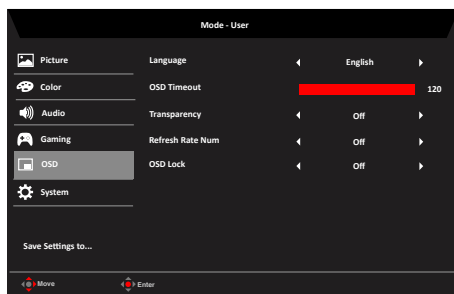 Mode - User
Picture
Color
Audio
Gaming
OSD
System
Save Settings to...
Language English
OSD Timeout 120
Transparency Off
Refresh Rate Num Off
OSD Lock Off
Move Enter